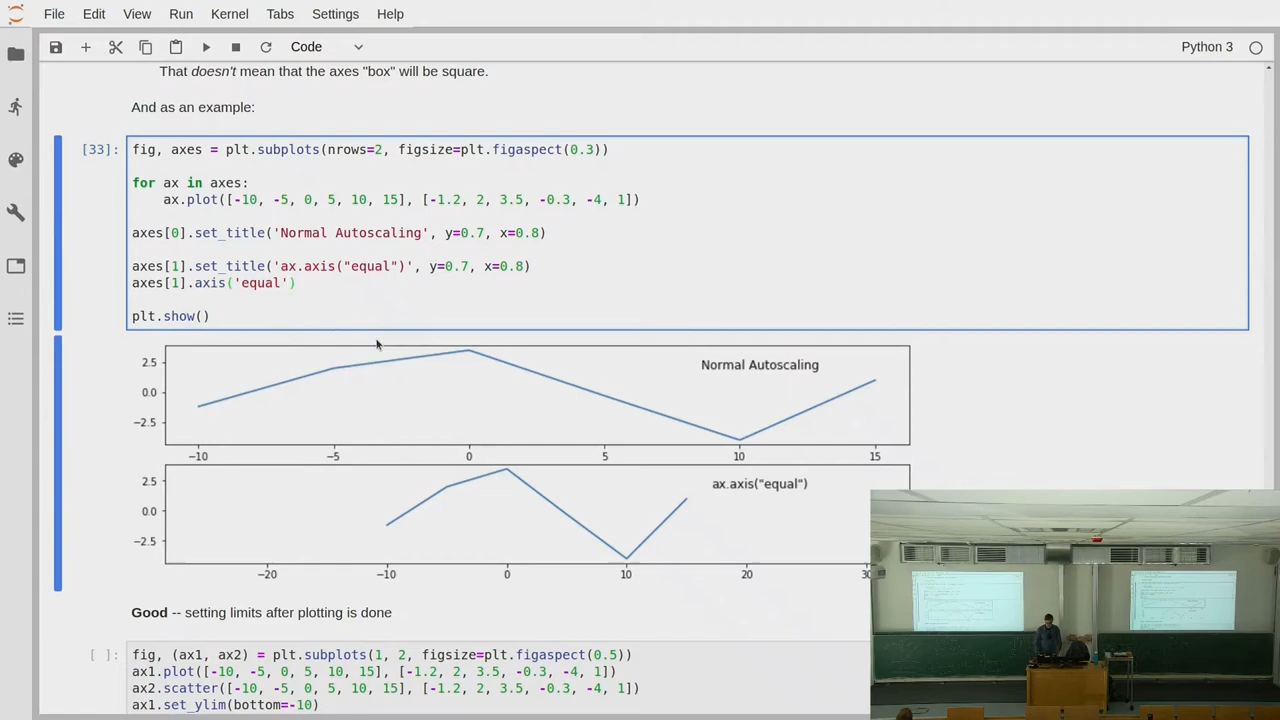 File Edit View Run Kernel Tabs Settings Help
Code
Python 3
That doesn't mean that the axes "box" will be square.
And as an example:
[33]:
fig, axes = plt.subplots(nrows=2, figsize=plt.figaspect(0.3))
for ax in axes:
    ax.plot([-10, -5, 0, 5, 10, 15], [-1.2, 2, 3.5, -0.3, -4, 1])
axes[0].set_title('Normal Autoscaling', y=0.7, x=0.8)
axes[1].set_title('ax.axis("equal")', y=0.7, x=0.8)
axes[1].axis('equal')
plt.show()
2.5
0.0
−2.5
Normal Autoscaling
−10 −5 0 5 10 15
2.5
0.0
−2.5
ax.axis("equal")
−20 −10 0 10 20 30
Good -- setting limits after plotting is done
[ ]:
fig, (ax1, ax2) = plt.subplots(1, 2, figsize=plt.figaspect(0.5))
ax1.plot([-10, -5, 0, 5, 10, 15], [-1.2, 2, 3.5, -0.3, -4, 1])
ax2.scatter([-10, -5, 0, 5, 10, 15], [-1.2, 2, 3.5, -0.3, -4, 1])
ax1.set_ylim(bottom=-10)